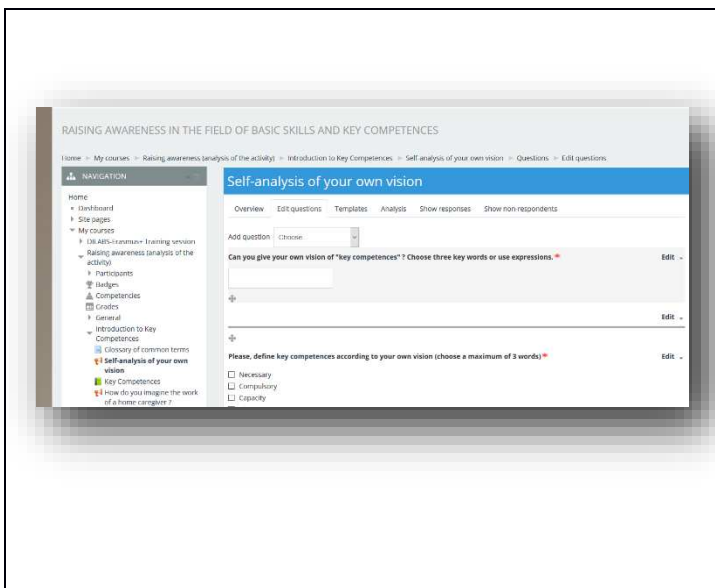 RAISING AWARENESS IN THE FIELD OF BASIC SKILLS AND KEY COMPETENCES
Home ► My courses ► Raising awareness (analysis of the activity) ► Introduction to Key Competences ► Self-analysis of your own vision ► Questions ► Edit questions
NAVIGATION
Home
Dashboard
Site pages
My courses
DILABS-Erasmus+ Training session
Raising awareness (analysis of the
activity)
Participants
Badges
Competencies
Grades
General
Introduction to Key
Competences
Glossary of common terms
Self-analysis of your own
vision
Key Competences
How do you imagine the work
of a home caregiver ?
Self-analysis of your own vision
Overview Edit questions Templates Analysis Show responses Show non-respondents
Add question Choose
Can you give your own vision of "key competences" ? Choose three key words or use expressions.* Edit
Edit
Please, define key competences according to your own vision (choose a maximum of 3 words)* Edit
Necessary
Compulsory
Capacity